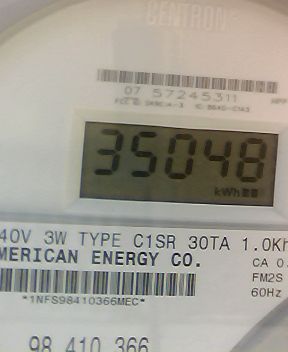 CENTRON
07 57245311
35048
kWh
40V 3W TYPE C1SR 30TA 1.0Kh
MERICAN ENERGY CO.
CA 0.
FM2S
*1NFS98410366MEC*
60Hz
98 410 366